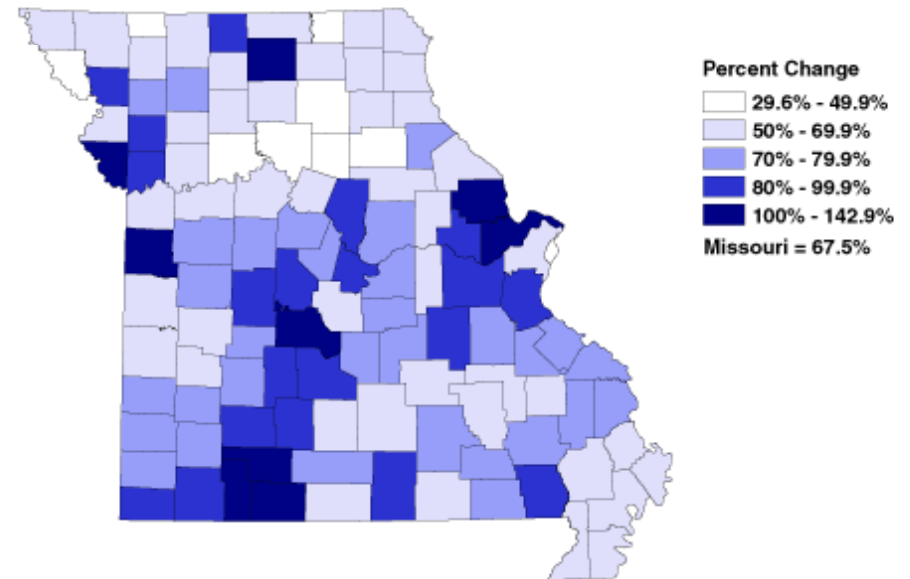 Percent Change
29.6% - 49.9%
50% - 69.9%
70% - 79.9%
80% - 99.9%
100% - 142.9%
Missouri = 67.5%